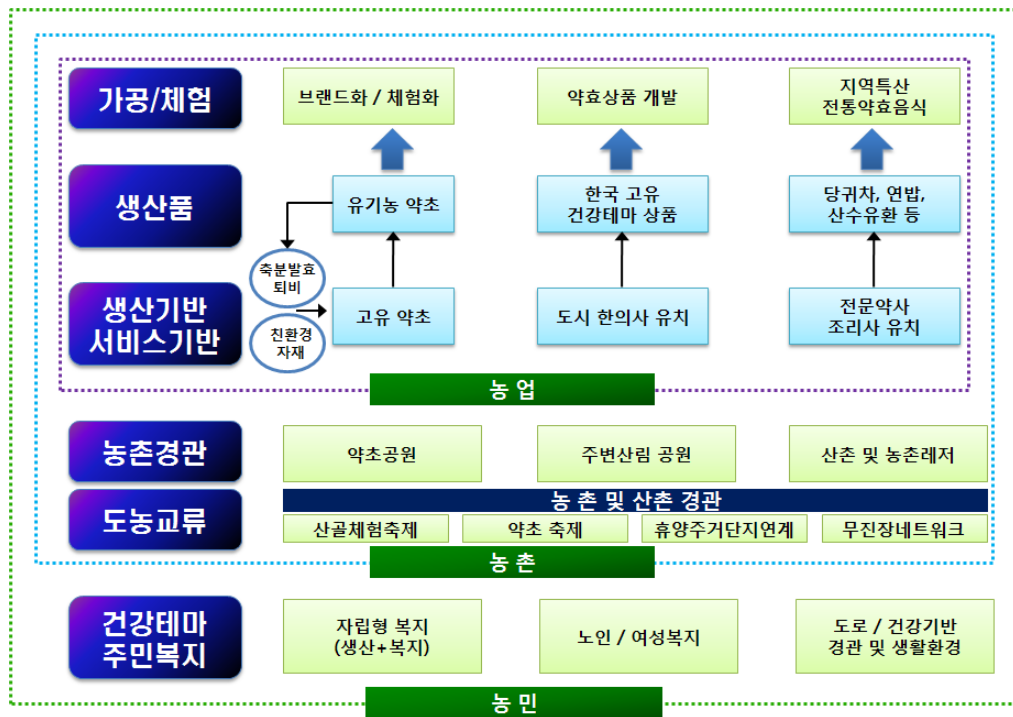 가공/체험
브랜드화 / 체험화
약효상품 개발
지역특산
전통약효음식
생산품
유기농 약초
한국 고유
건강테마 상품
당귀차, 연밥,
산수유환 등
축분발효
퇴비
생산기반
서비스기반
고유 약초
도시 한의사 유치
전문약사
조리사 유치
친환경
자재
농 업
농촌경관
약초공원
주변산림 공원
산촌 및 농촌레저
농 촌 및 산촌 경관
도농교류
산골체험축제
약초 축제
휴양주거단지연계
무진장네트워크
농 촌
건강테마
주민복지
자립형 복지
(생산+복지)
노인 / 여성복지
도로 / 건강기반
경관 및 생활환경
농 민